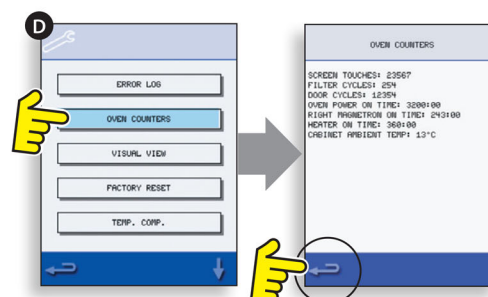 D
ERROR LOG
OVEN COUNTERS
VISUAL VIEW
FACTORY RESET
TEMP. COMP.
OVEN COUNTERS
SCREEN TOUCHES: 23567
FILTER CYCLES: 254
DOOR CYCLES: 12354
OVEN POWER ON TIME: 3200:00
RIGHT MAGNETRON ON TIME: 243:00
HEATER ON TIME: 360:00
CABINET AMBIENT TEMP: 13°C